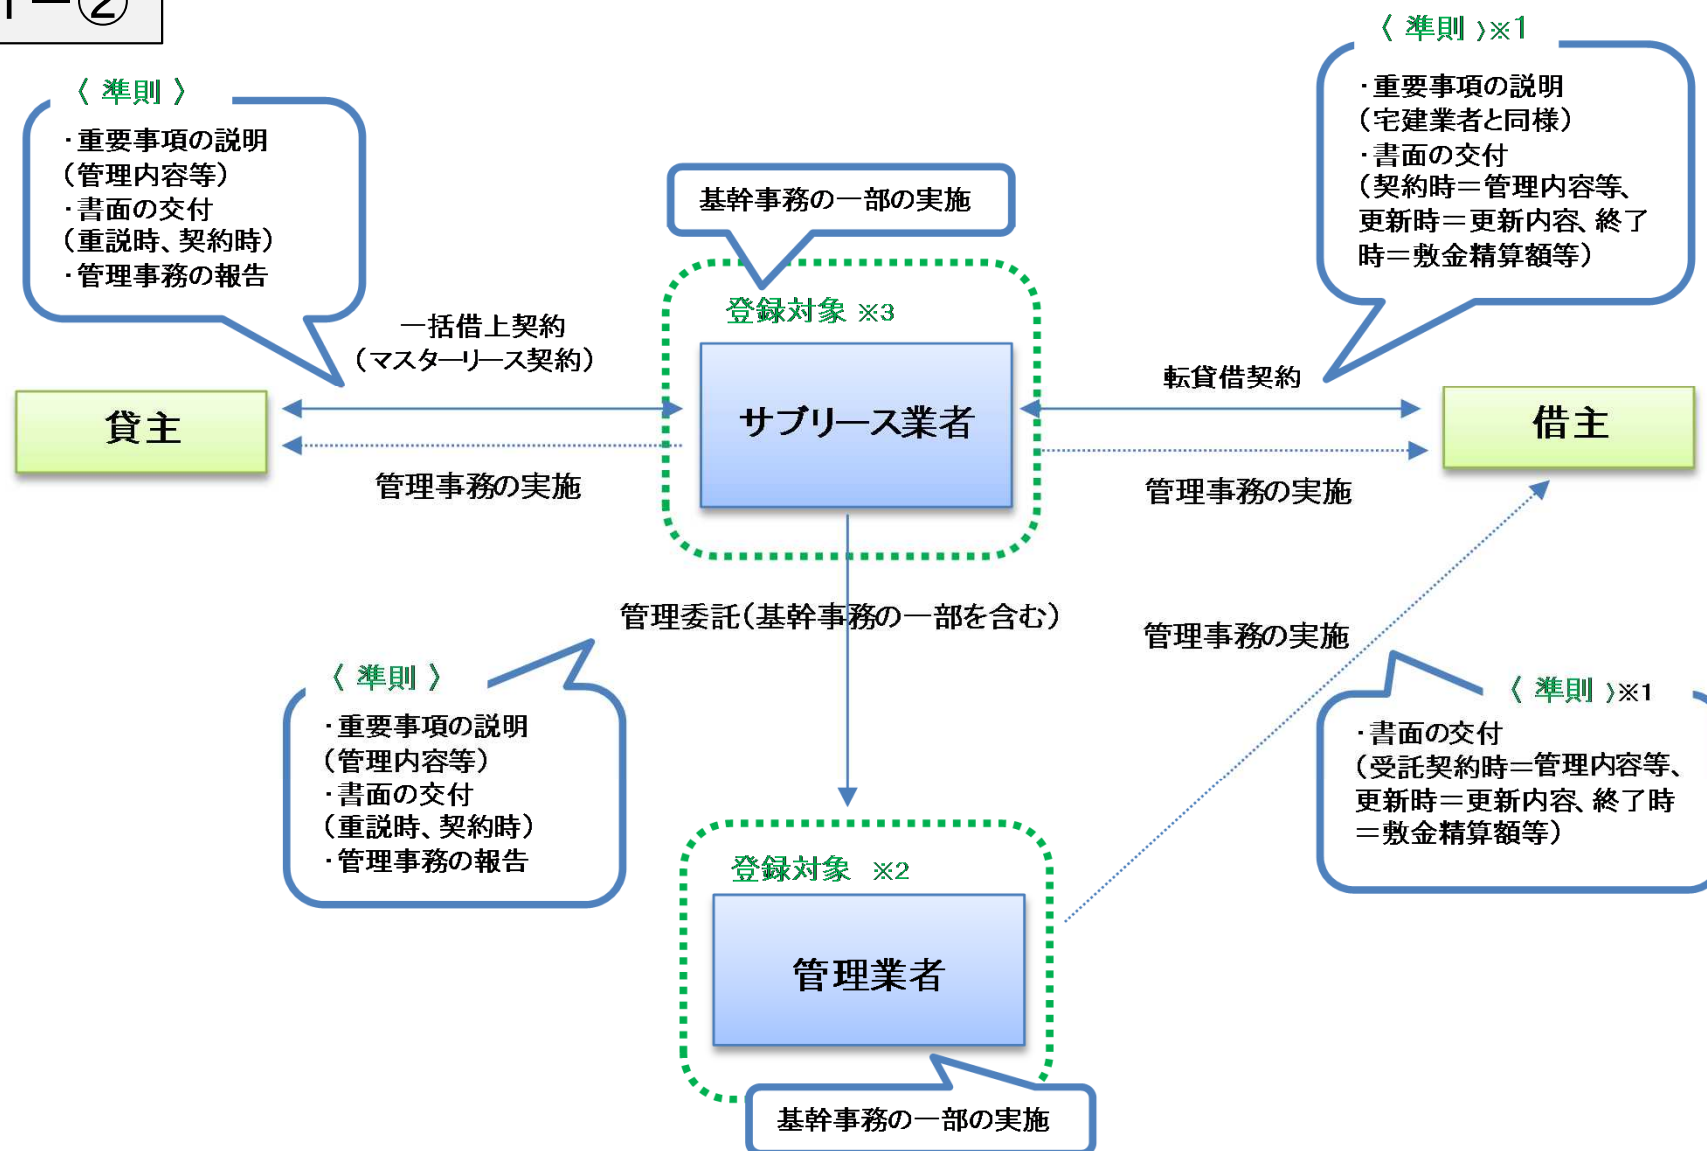 ー②
〈 準則 〉
・重要事項の説明
（管理内容等）
・書面の交付
（重説時、契約時）
・管理事務の報告
基幹事務の一部の実施
〈 準則 〉※1
・重要事項の説明
（宅建業者と同様）
・書面の交付
（契約時＝管理内容等、
更新時＝更新内容、終了
時＝敷金精算額等）
登録対象 ※3
一括借上契約
（マスターリース契約）
転貸借契約
貸主
サブリース業者
借主
管理事務の実施
管理事務の実施
管理委託（基幹事務の一部を含む）
管理事務の実施
〈 準則 〉
・重要事項の説明
（管理内容等）
・書面の交付
（重説時、契約時）
・管理事務の報告
〈 準則 〉※1
・書面の交付
（受託契約時＝管理内容等、
更新時＝更新内容、終了時
＝敷金精算額等）
登録対象 ※2
管理業者
基幹事務の一部の実施